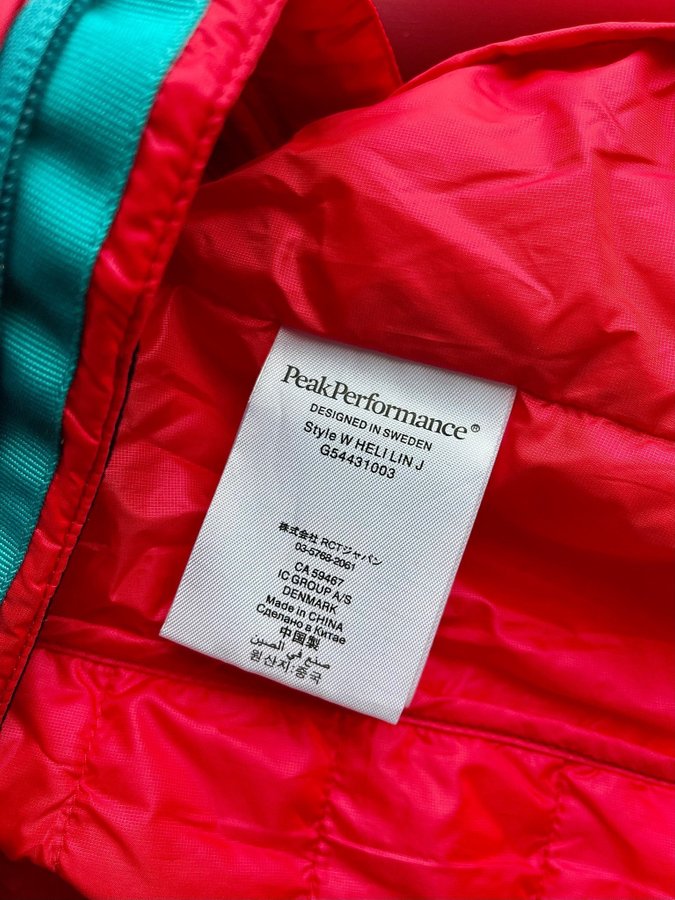 PeakPerformance®
DESIGNED IN SWEDEN
Style W HELI LIN J
G54431003
株式会社 RCTジャパン
03-5768-2061
CA 59467
IC GROUP A/S
DENMARK
Made in CHINA
Сделано в Китае
中国製
صنع في الصين
원산지:중국